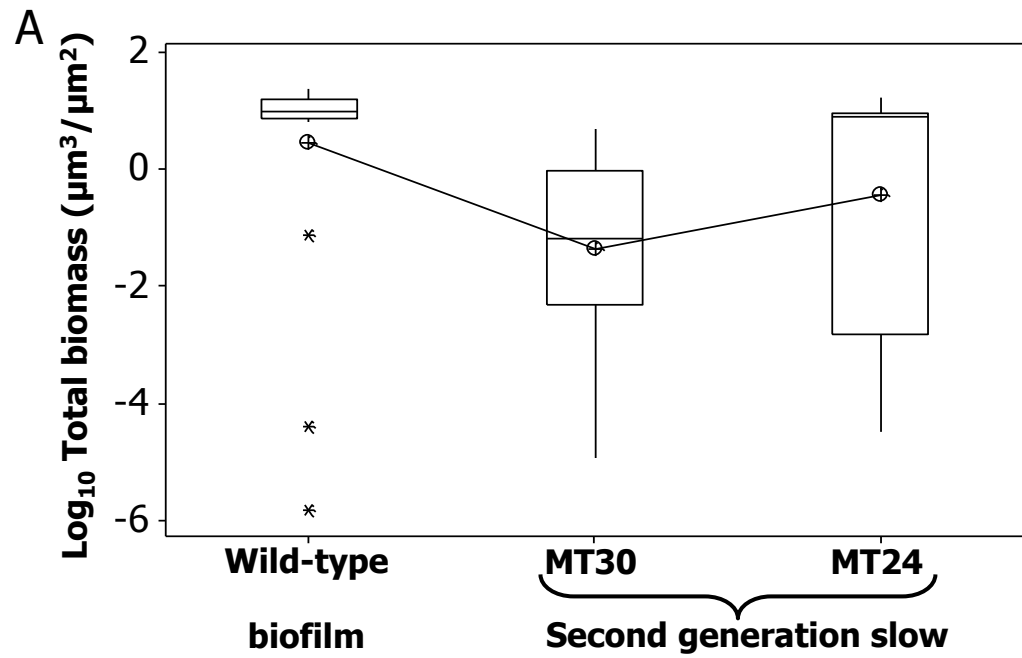 A
Log₁₀ Total biomass (µm³/µm²)
2
0
-2
-4
-6
Wild-type MT30 MT24
biofilm Second generation slow